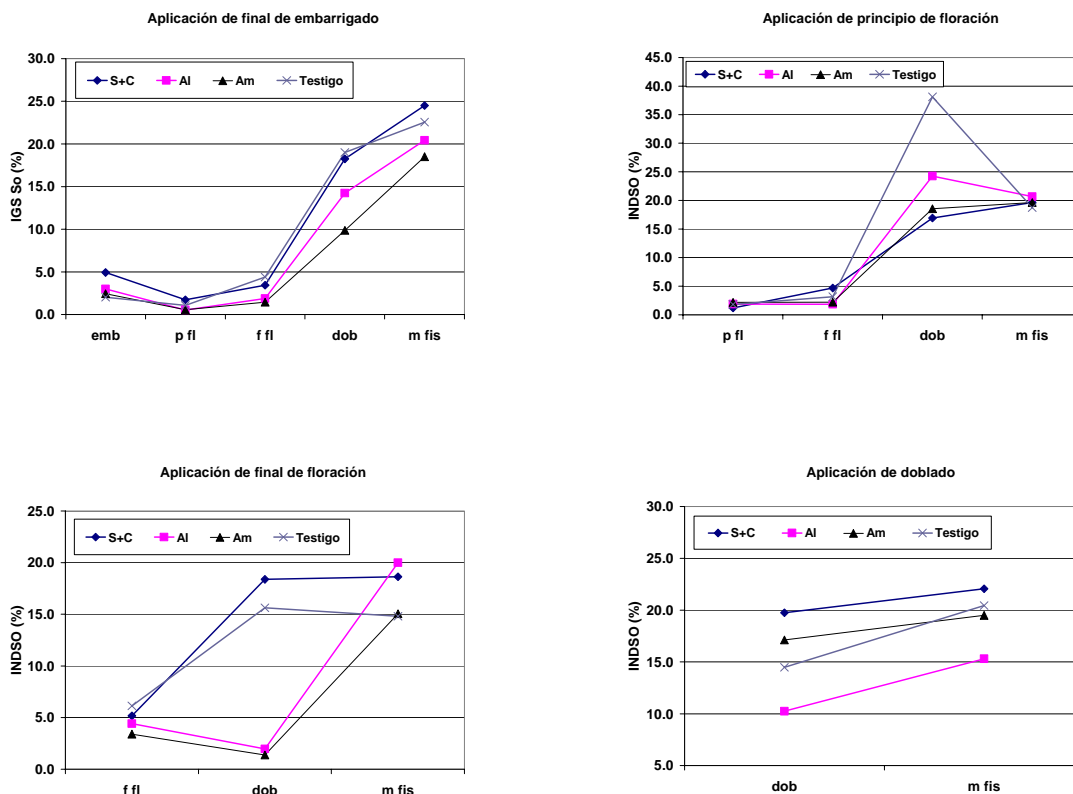 Aplicación de final de embarrigado
30.0
25.0
20.0
15.0
10.0
5.0
0.0
IGS So (%)
S+C Al Am Testigo
emb p fl f fl dob m fis
Aplicación de principio de floración
45.0
40.0
35.0
30.0
25.0
20.0
15.0
10.0
5.0
0.0
INDSO (%)
S+C Al Am Testigo
p fl f fl dob m fis
Aplicación de final de floración
25.0
20.0
15.0
10.0
5.0
0.0
INDSO (%)
S+C Al Am Testigo
f fl dob m fis
Aplicación de doblado
30.0
25.0
20.0
15.0
10.0
5.0
INDSO (%)
S+C Al Am Testigo
dob m fis